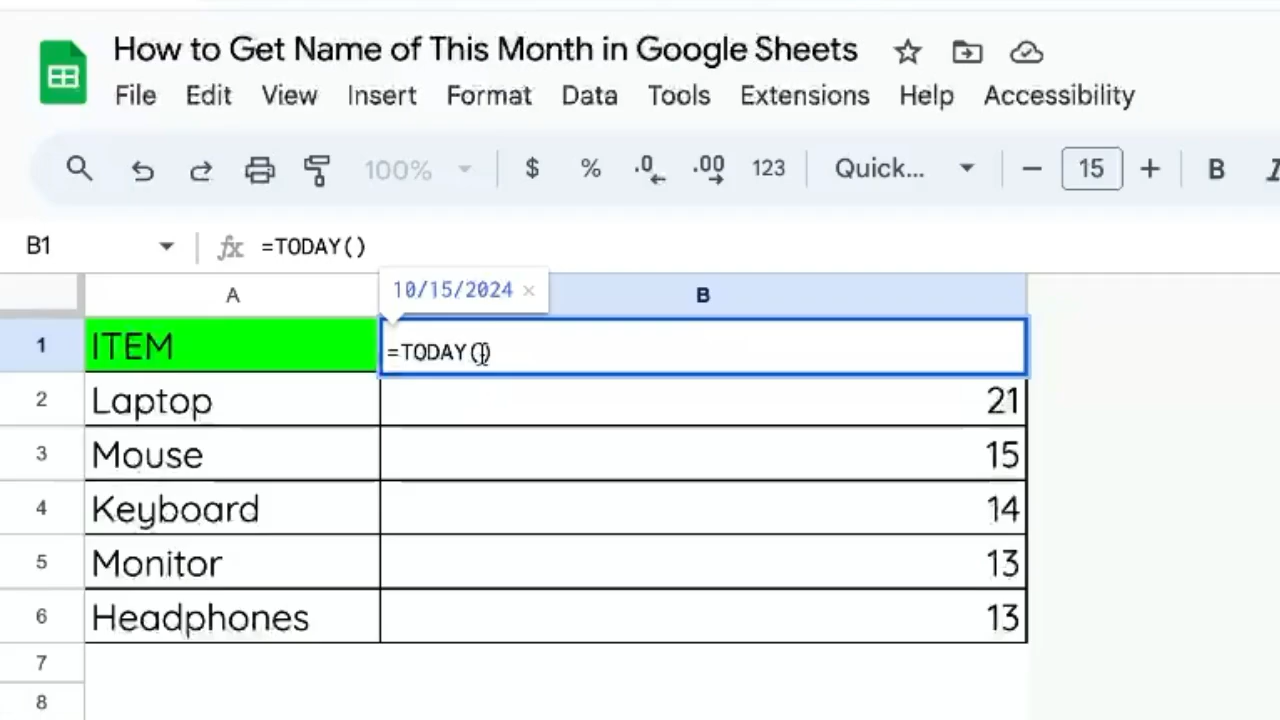 How to Get Name of This Month in Google Sheets
File Edit View Insert Format Data Tools Extensions Help Accessibility
100% $ % .0 .00 123 Quick... − 15 + B I
B1 fx =TODAY()
10/15/2024 ×
A B
1 ITEM =TODAY()
2 Laptop 21
3 Mouse 15
4 Keyboard 14
5 Monitor 13
6 Headphones 13
7
8